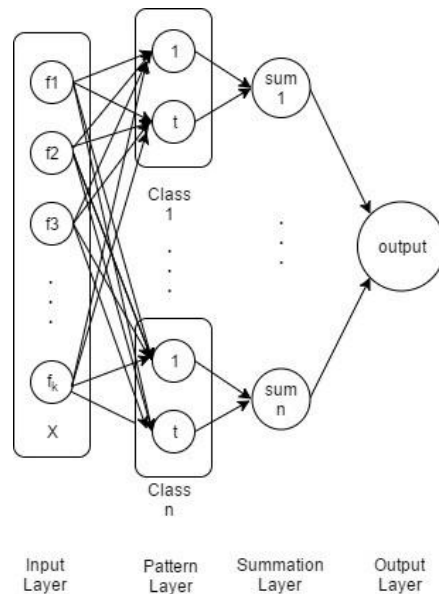 f1
f2
f3
.
.
.
fₖ
X
1
t
Class
1
.
.
.
1
t
Class
n
sum
1
.
.
.
sum
n
output
Input
Layer
Pattern
Layer
Summation
Layer
Output
Layer